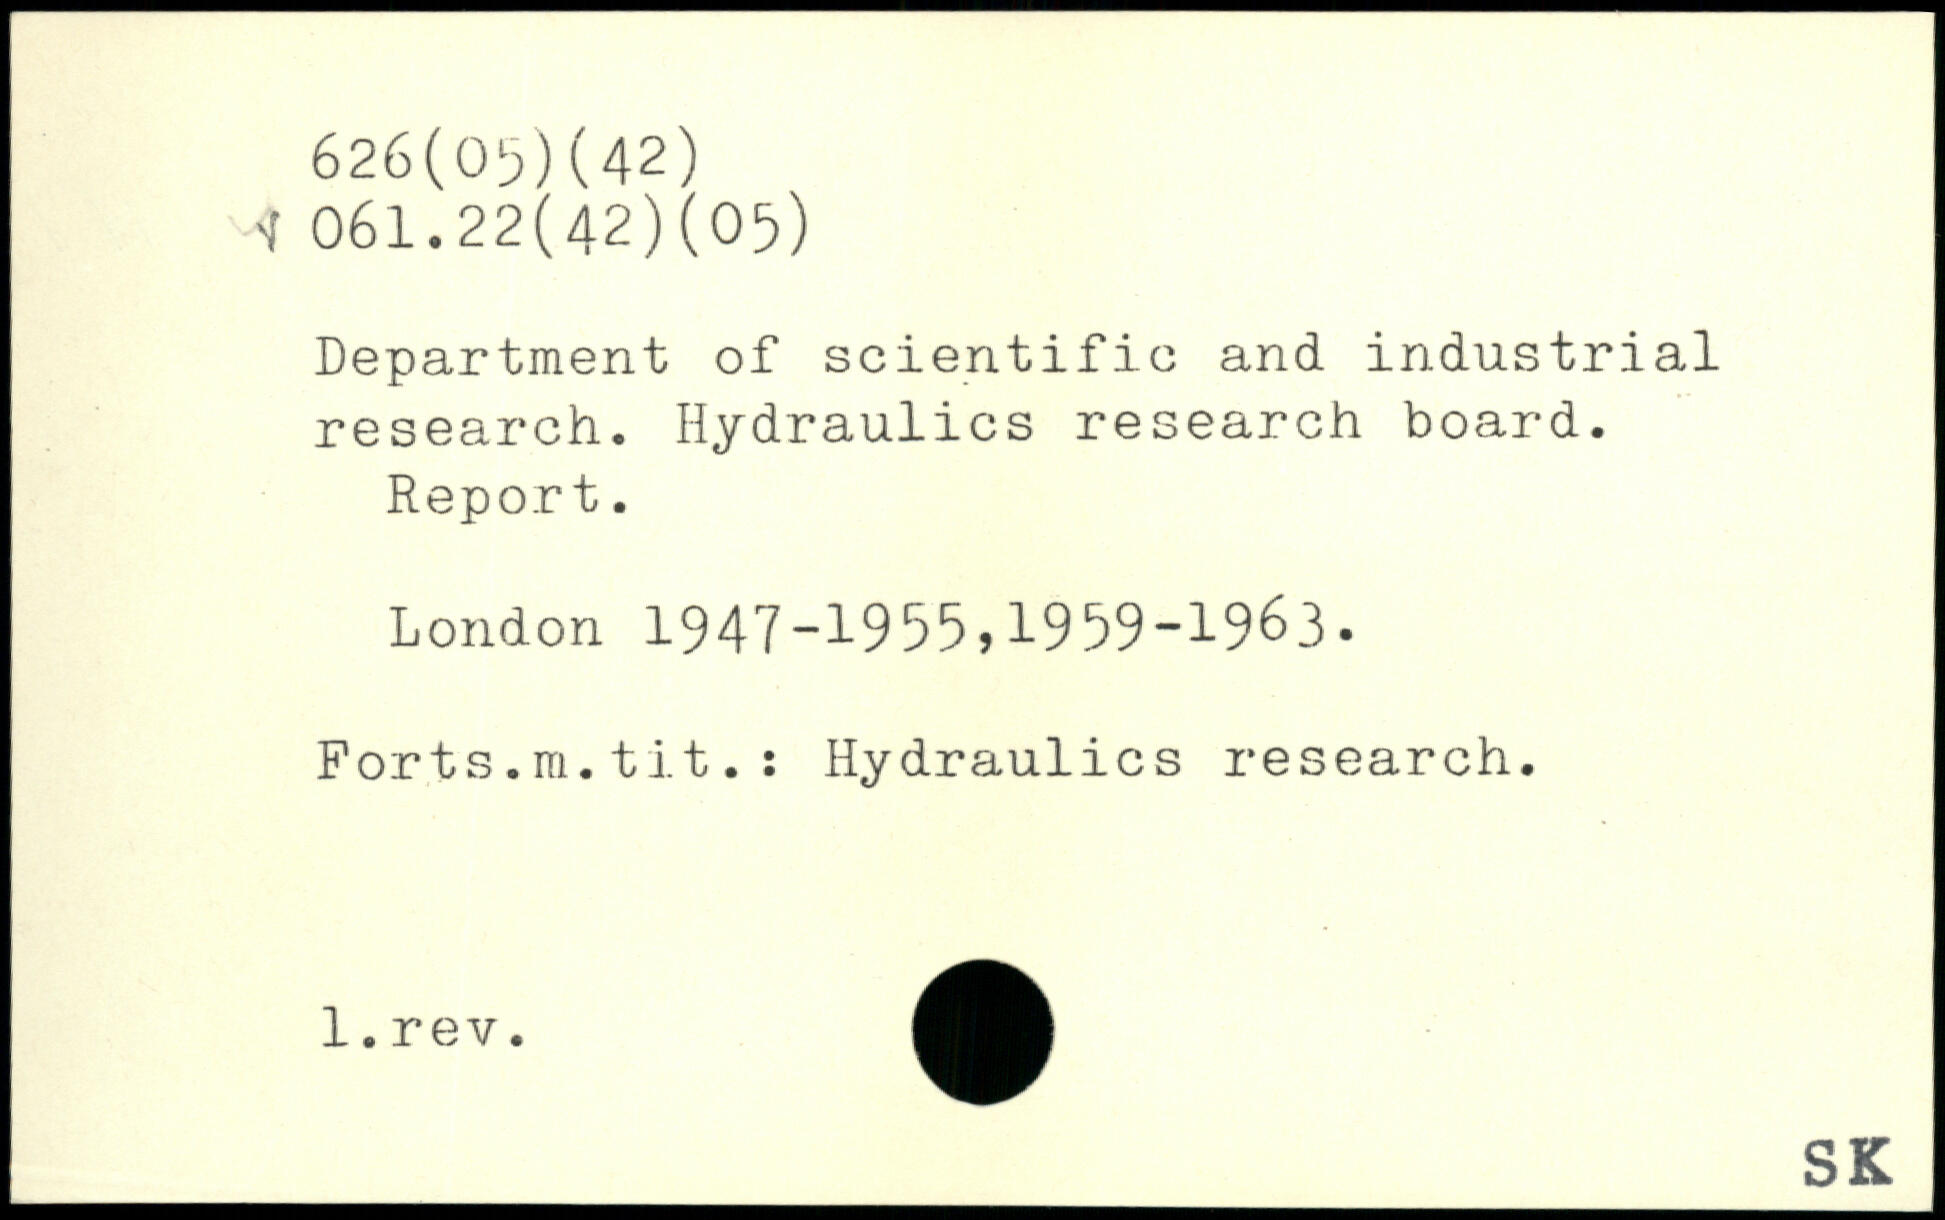 626(05)(42)
061.22(42)(05)
Department of scientific and industrial
research. Hydraulics research board.
Report.
London 1947-1955,1959-1963.
Forts.m.tit.: Hydraulics research.
1.rev.
SK